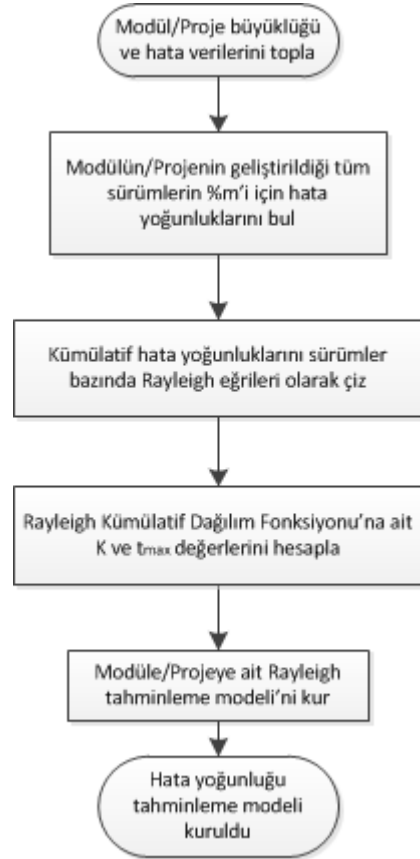 Modül/Proje büyüklüğü
ve hata verilerini topla
Modülün/Projenin geliştirildiği tüm
sürümlerin %m'i için hata
yoğunluklarını bul
Kümülatif hata yoğunluklarını sürümler
bazında Rayleigh eğrileri olarak çiz
Rayleigh Kümülatif Dağılım Fonksiyonu'na ait
K ve tmax değerlerini hesapla
Modüle/Projeye ait Rayleigh
tahminleme modeli'ni kur
Hata yoğunluğu
tahminleme modeli
kuruldu